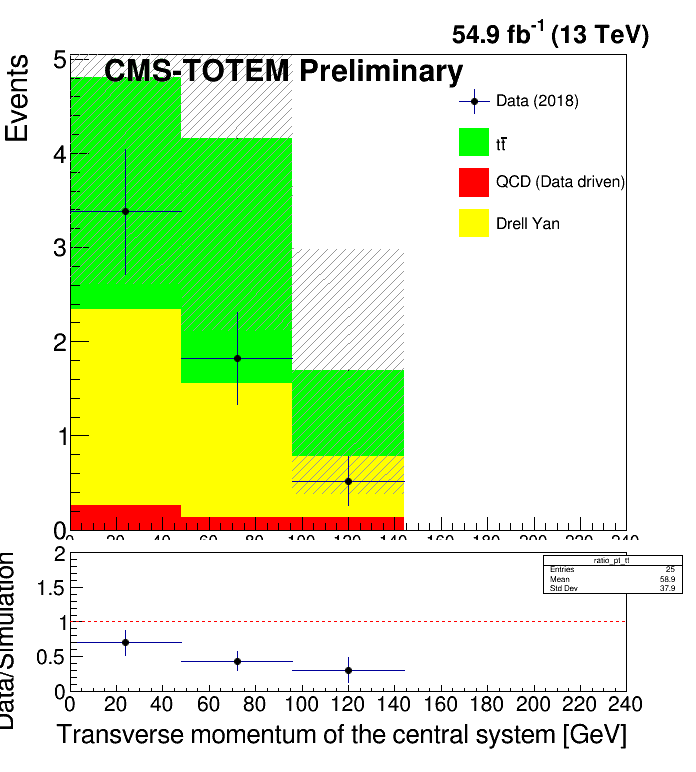 54.9 fb-1 (13 TeV)
CMS-TOTEM Preliminary
Events
5
4
3
2
1
0
Data (2018)
tt̄
QCD (Data driven)
Drell Yan
0 20 40 60 80 100 120 140 160 180 200 220 240
Data/Simulation
2
1.5
1
0.5
0
ratio_pt_tt
Entries 25
Mean 58.9
Std Dev 37.9
0 20 40 60 80 100 120 140 160 180 200 220 240
Transverse momentum of the central system [GeV]